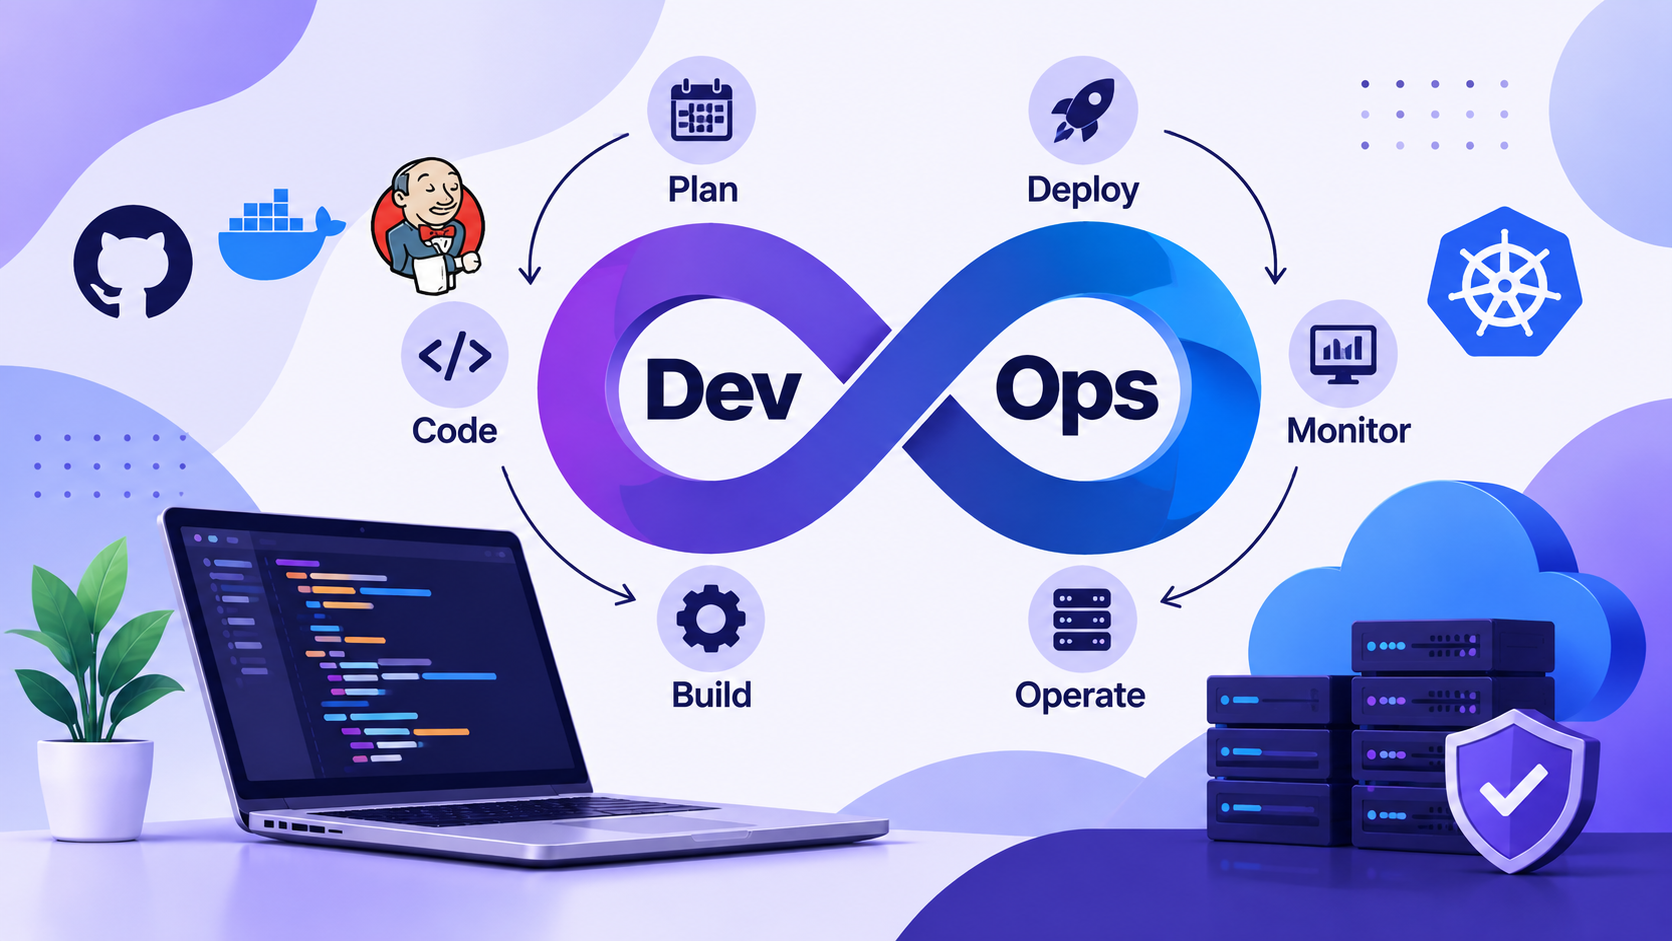 Plan
Deploy
Dev
Ops
Code
Monitor
Build
Operate